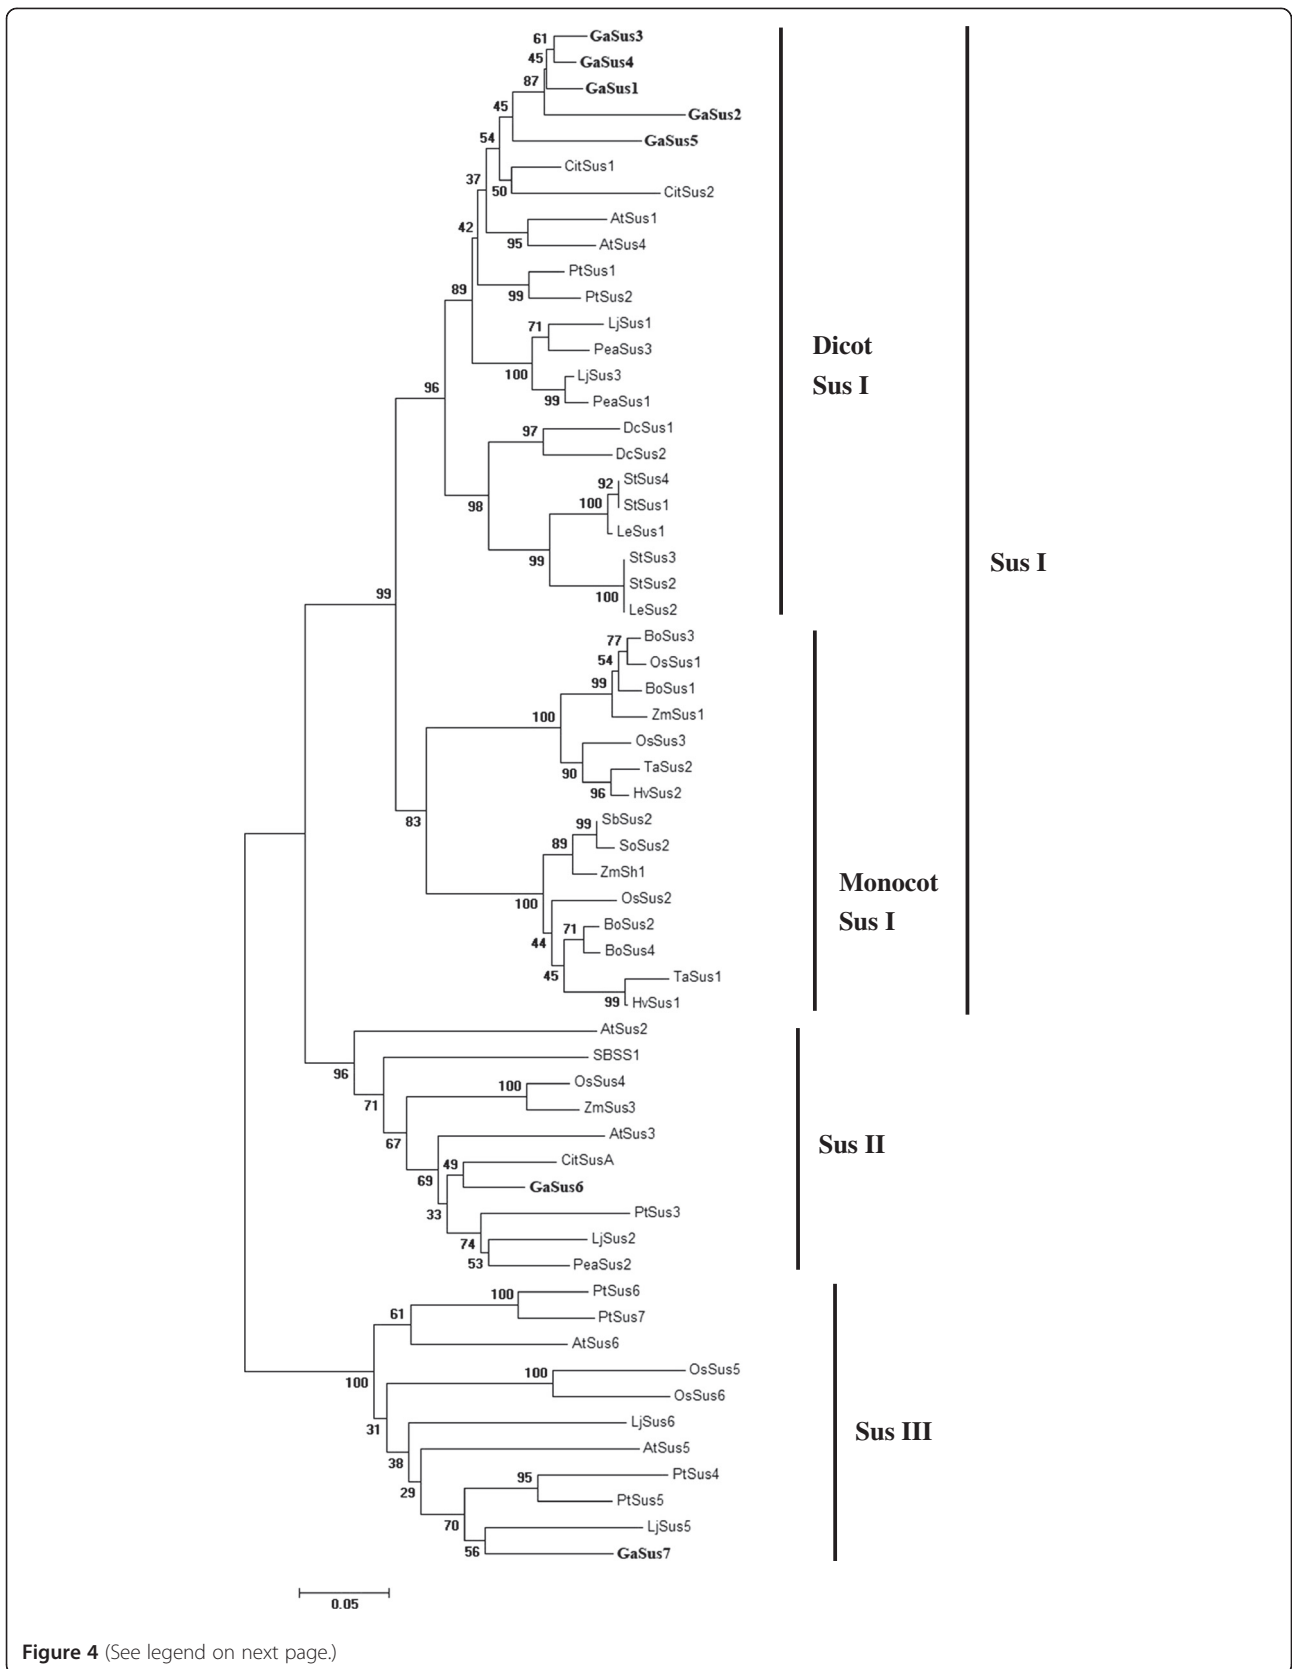 61
GaSus3
45
GaSus4
87
GaSus1
45
GaSus2
54
GaSus5
CitSus1
37
50
CitSus2
42
AtSus1
95
AtSus4
PtSus1
89
99
PtSus2
71
LjSus1
PeaSus3
100
LjSus3
99
PeaSus1
96
97
DcSus1
DcSus2
92
StSus4
98
100
StSus1
LeSus1
99
StSus3
StSus2
100
LeSus2
Dicot
Sus I
99
77
BoSus3
54
OsSus1
99
BoSus1
100
ZmSus1
OsSus3
90
TaSus2
96
HvSus2
83
99
SbSus2
89
SoSus2
ZmSh1
100
OsSus2
44
71
BoSus2
BoSus4
45
TaSus1
99
HvSus1
Monocot
Sus I
Sus I
AtSus2
96
SBSS1
71
100
OsSus4
ZmSus3
67
AtSus3
69
49
CitSusA
GaSus6
33
PtSus3
74
LjSus2
53
PeaSus2
Sus II
100
PtSus6
61
PtSus7
AtSus6
100
100
OsSus5
OsSus6
31
LjSus6
38
AtSus5
29
95
PtSus4
PtSus5
70
LjSus5
56
GaSus7
Sus III
0.05
Figure 4 (See legend on next page.)